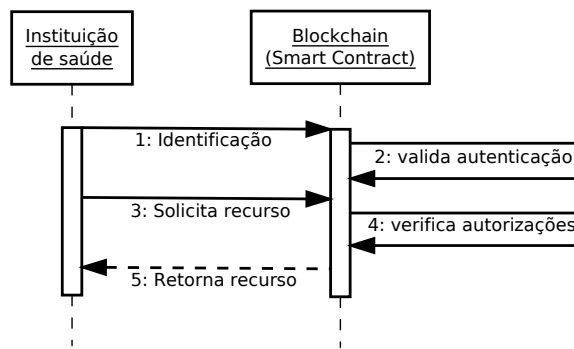 Instituição
de saúde
Blockchain
(Smart Contract)
1: Identificação
2: valida autenticação
3: Solicita recurso
4: verifica autorizações
5: Retorna recurso